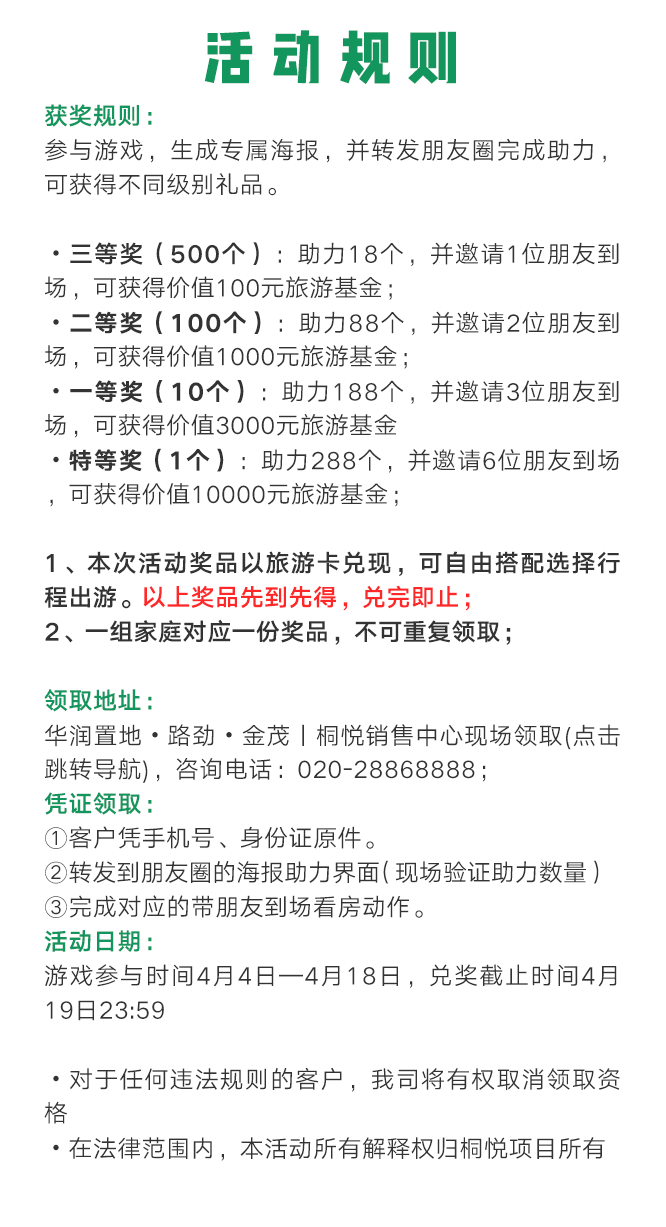 活动规则
获奖规则：
参与游戏，生成专属海报，并转发朋友圈完成助力，
可获得不同级别礼品。
·三等奖（500个）：助力18个，并邀请1位朋友到
场，可获得价值100元旅游基金；
·二等奖（100个）：助力88个，并邀请2位朋友到
场，可获得价值1000元旅游基金；
·一等奖（10个）：助力188个，并邀请3位朋友到
场，可获得价值3000元旅游基金
·特等奖（1个）：助力288个，并邀请6位朋友到场
，可获得价值10000元旅游基金；
1、本次活动奖品以旅游卡兑现，可自由搭配选择行
程出游。以上奖品先到先得，兑完即止；
2、一组家庭对应一份奖品，不可重复领取；
领取地址：
华润置地·路劲·金茂丨桐悦销售中心现场领取(点击
跳转导航)，咨询电话：020-28868888；
凭证领取：
①客户凭手机号、身份证原件。
②转发到朋友圈的海报助力界面（现场验证助力数量）
③完成对应的带朋友到场看房动作。
活动日期：
游戏参与时间4月4日—4月18日，兑奖截止时间4月
19日23:59
·对于任何违法规则的客户，我司将有权取消领取资
格
·在法律范围内，本活动所有解释权归桐悦项目所有